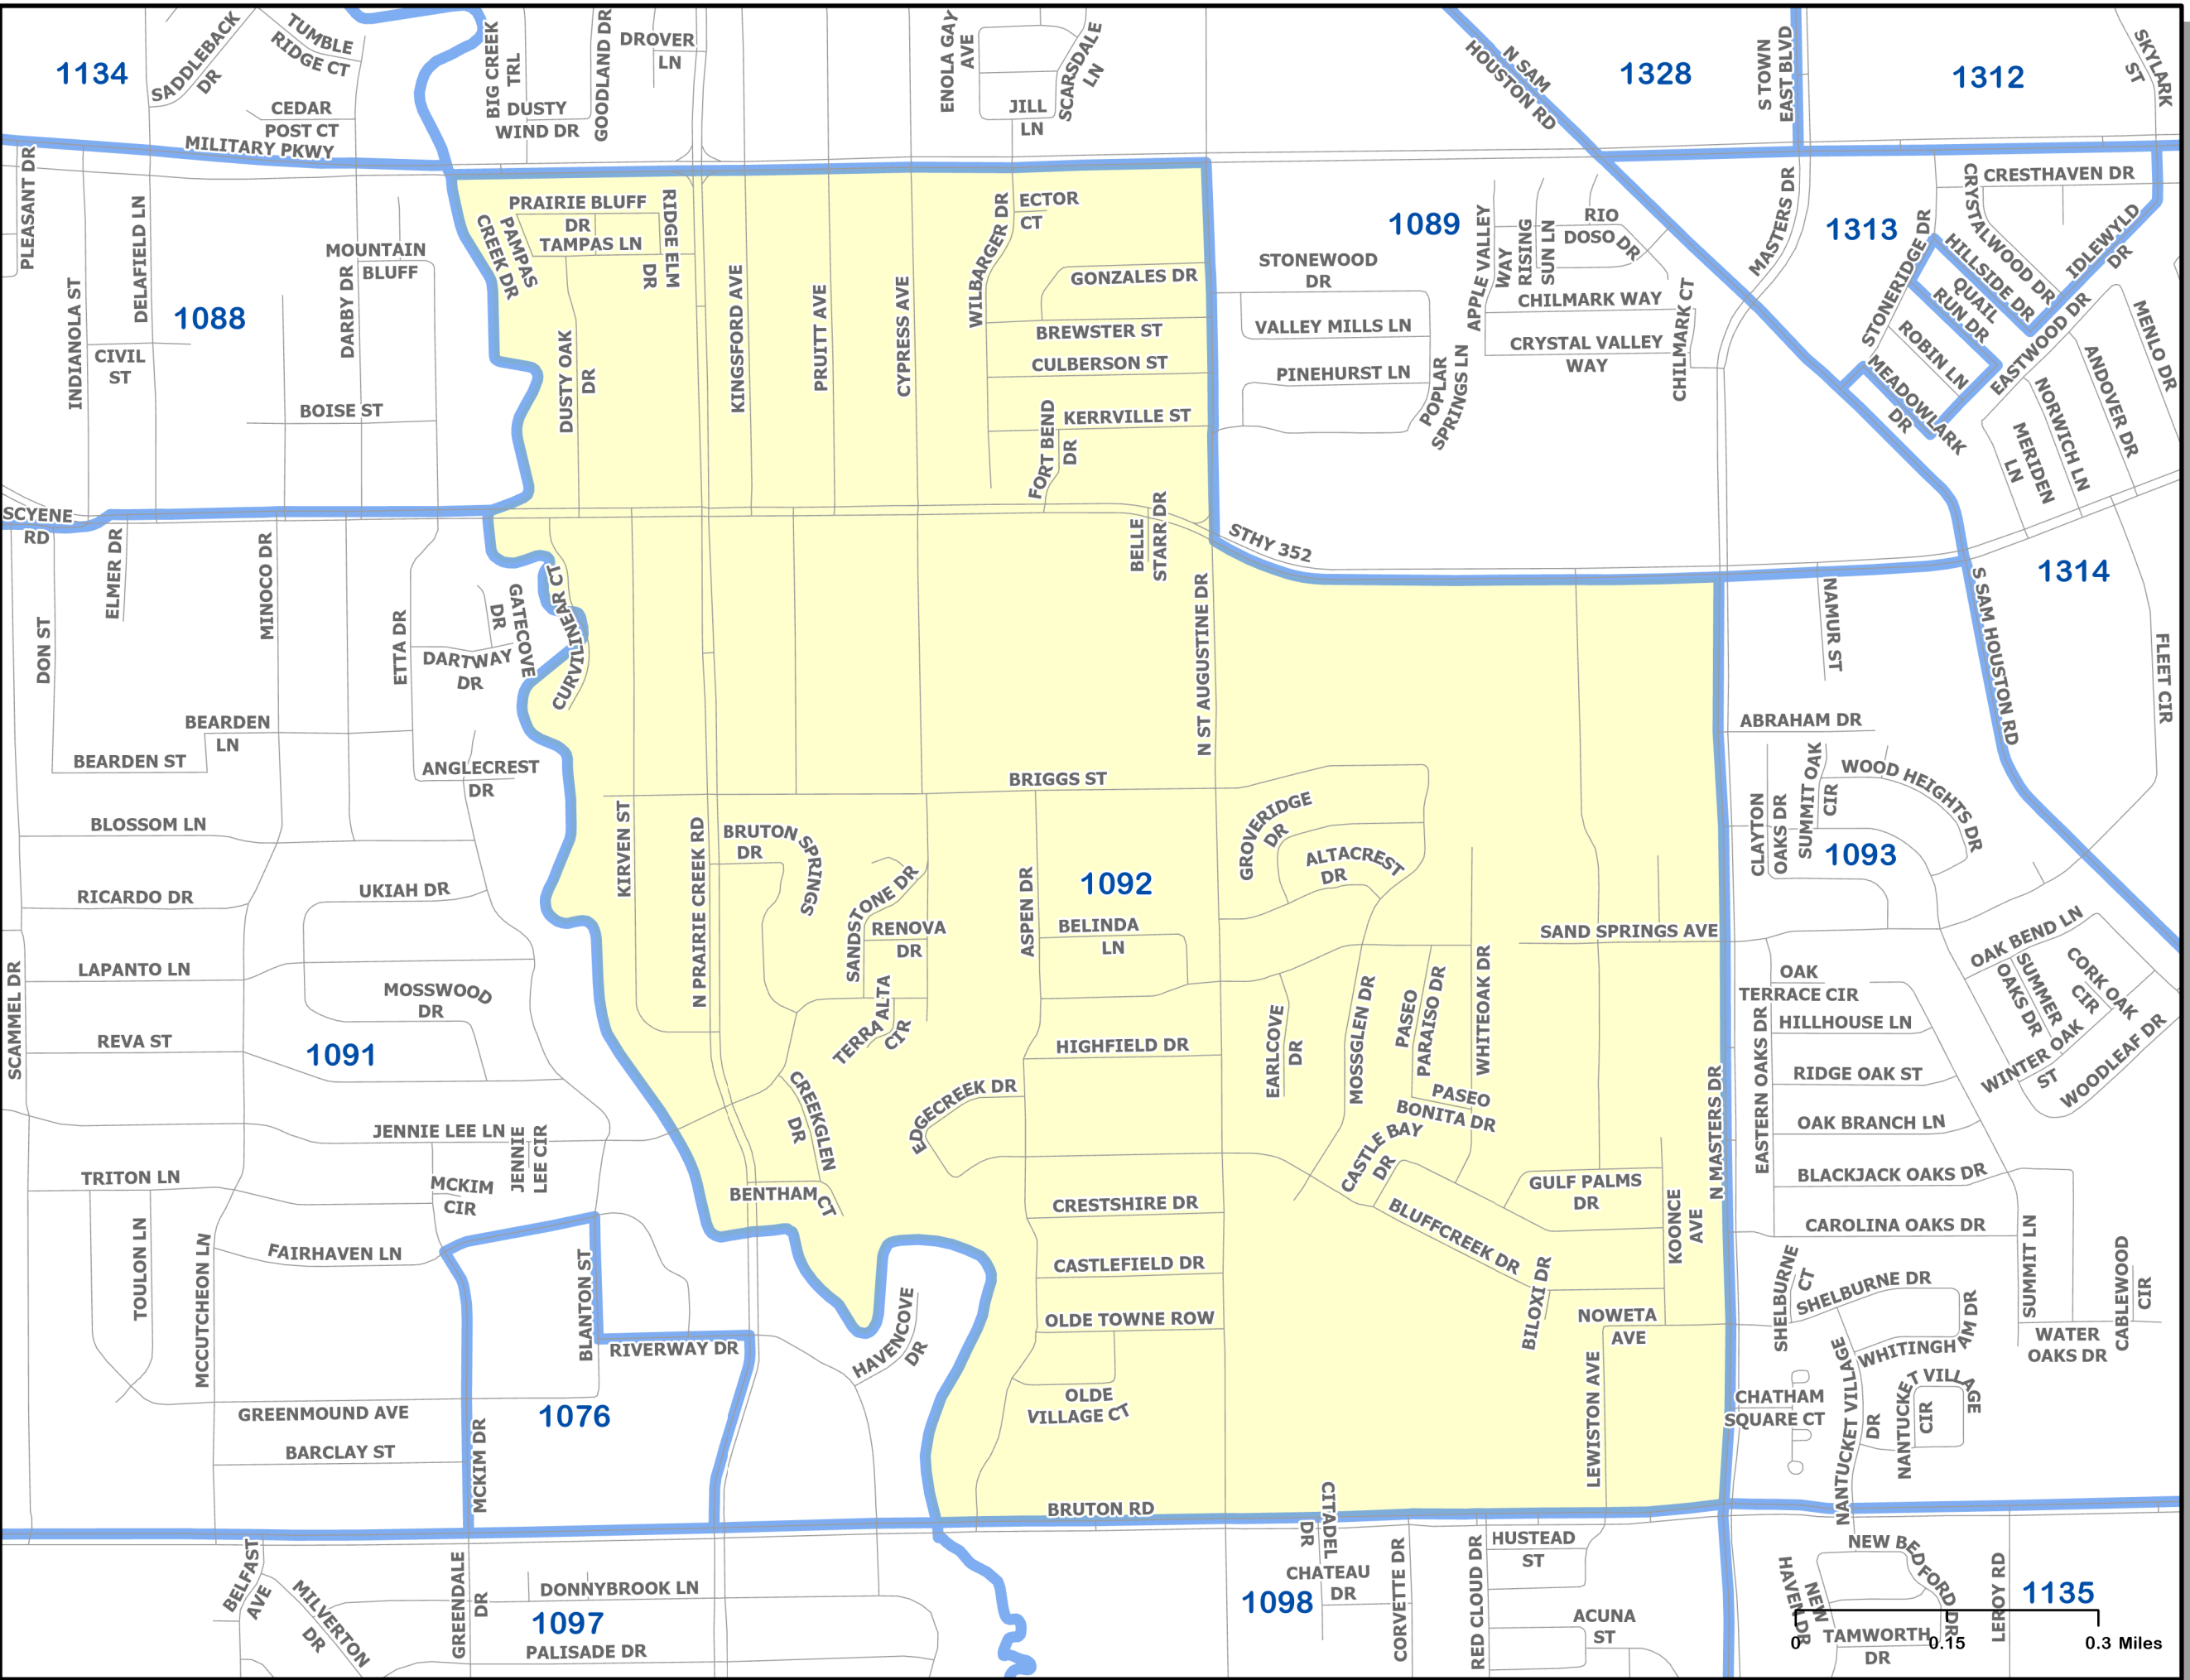 1134
SADDLEBACK
DR
TUMBLE
RIDGE CT
CEDAR
POST CT
MILITARY PKWY
BIG CREEK
TRL
GOODLAND DR
DUSTY
WIND DR
DROVER
LN
ENOLA GAY
AVE
JILL
LN
SCARSDALE
LN
N SAM
HOUSTON RD
1328
S TOWN
EAST BLVD
1312
SKYLARK
ST
PLEASANT DR
INDIANOLA ST
DELAFIELD LN
1088
CIVIL
ST
MOUNTAIN
BLUFF
DARBY DR
BOISE ST
PRAIRIE BLUFF
DR
TAMPAS LN
PAMPAS
CREEK DR
RIDGE ELM
DR
DUSTY OAK
DR
KINGSFORD AVE
PRUITT AVE
CYPRESS AVE
WILBARGER DR
ECTOR
CT
GONZALES DR
BREWSTER ST
CULBERSON ST
KERRVILLE ST
FORT BEND
DR
1089
STONEWOOD
DR
VALLEY MILLS LN
PINEHURST LN
POPLAR
SPRINGS LN
APPLE VALLEY
WAY
RISING
SUN LN
RIO
DOSO DR
CHILMARK WAY
CRYSTAL VALLEY
WAY
CHILMARK CT
MASTERS DR
1313
STONERIDGE DR
CRYSTALWOOD DR
CRESTHAVEN DR
IDLEWYLD
DR
HILLSIDE DR
QUAIL
RUN DR
ROBIN LN
MEADOWLARK
DR
EASTWOOD DR
MENLO DR
ANDOVER DR
NORWICH LN
MERIDEN
LN
SCYENE
RD
ELMER DR
DON ST
MINOCO DR
ETTA DR
GATECOVE
DR
DARTWAY
DR
CURVILINEAR CT
BELLE
STARR DR
STHY 352
N ST AUGUSTINE DR
NAMUR ST
S SAM HOUSTON RD
1314
FLEET CIR
BEARDEN
LN
BEARDEN ST
ANGLECREST
DR
BLOSSOM LN
RICARDO DR
UKIAH DR
LAPANTO LN
MOSSWOOD
DR
REVA ST
1091
SCAMMEL DR
JENNIE LEE LN
JENNIE
LEE CIR
TRITON LN
MCKIM
CIR
TOULON LN
MCCUTCHEON LN
FAIRHAVEN LN
BLANTON ST
RIVERWAY DR
GREENMOUND AVE
BARCLAY ST
MCKIM DR
1076
BRIGGS ST
KIRVEN ST
N PRAIRIE CREEK RD
BRUTON
DR
SPRINGS
SANDSTONE DR
RENOVA
DR
TERRA ALTA
CIR
CREEKGLEN
DR
BENTHAM CT
EDGECREEK DR
ASPEN DR
1092
BELINDA
LN
HIGHFIELD DR
GROVERIDGE
DR
ALTACREST
DR
EARLCOVE
DR
MOSSGLEN DR
PASEO
PARAISO DR
WHITEOAK DR
PASEO
BONITA DR
CASTLE BAY
DR
BLUFFCREEK DR
SAND SPRINGS AVE
GULF PALMS
DR
KOONCE
AVE
BILOXI DR
NOWETA
AVE
LEWISTON AVE
CRESTSHIRE DR
CASTLEFIELD DR
OLDE TOWNE ROW
OLDE
VILLAGE CT
HAVENCOVE
DR
BRUTON RD
N MASTERS DR
ABRAHAM DR
CLAYTON
OAKS DR
SUMMIT OAK
CIR
WOOD HEIGHTS DR
1093
OAK
TERRACE CIR
HILLHOUSE LN
RIDGE OAK ST
OAK BRANCH LN
BLACKJACK OAKS DR
CAROLINA OAKS DR
EASTERN OAKS DR
OAK BEND LN
SUMMER
OAKS DR
CORK OAK
CIR
WINTER OAK
ST
WOODLEAF DR
SHELBURNE
CT
SHELBURNE DR
WHITINGHAM DR
SUMMIT LN
WATER
OAKS DR
CABLEWOOD
CIR
CHATHAM
SQUARE CT
NANTUCKET VILLAGE
DR
NANTUCKET VILLAGE
CIR
BELFAST
AVE
MILVERTON
DR
GREENDALE
DR
DONNYBROOK LN
1097
PALISADE DR
1098
CITADEL
DR
CHATEAU
DR
CORVETTE DR
RED CLOUD DR
HUSTEAD
ST
ACUNA
ST
NEW BEDFORD DR
NEW
HAVEN DR
TAMWORTH
DR
LEROY RD
1135
0 0.15 0.3 Miles